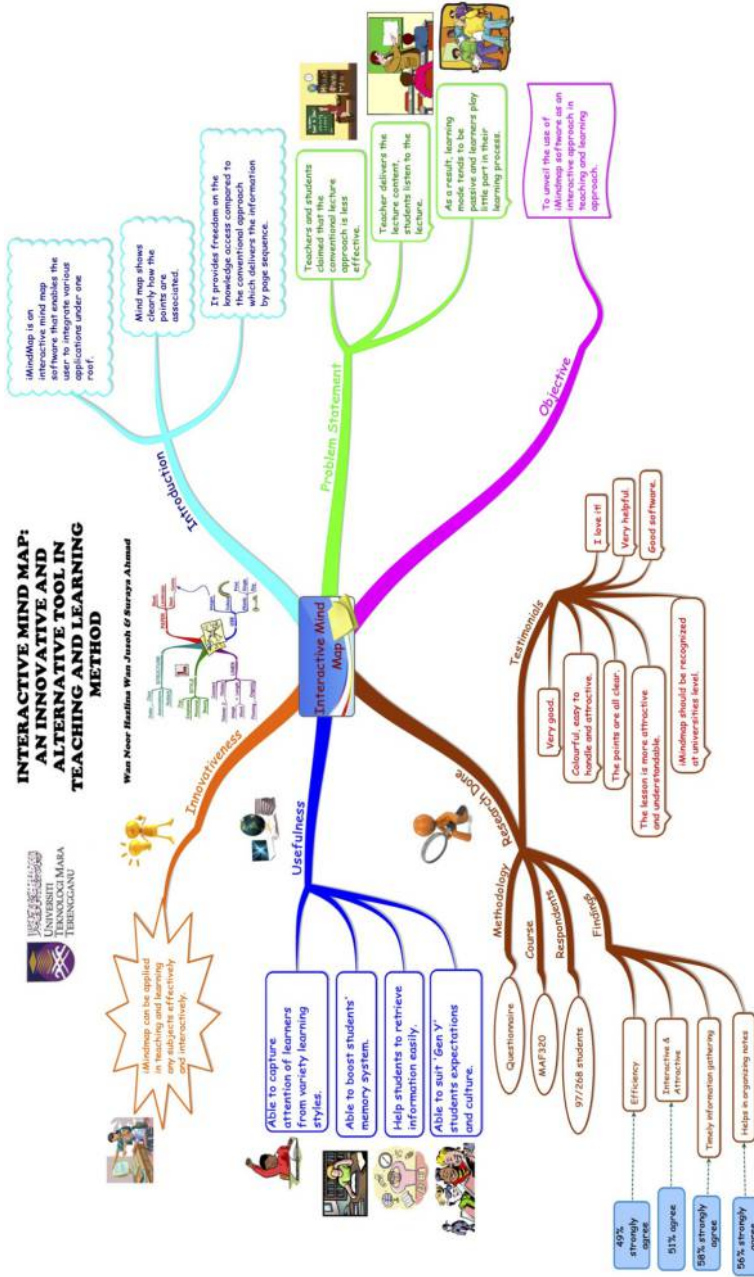 INTERACTIVE MIND MAP:
AN INNOVATIVE AND
ALTERNATIVE TOOL IN
TEACHING AND LEARNING
METHOD
UNIVERSITI
TEKNOLOGI MARA
TERENGGANU
Wan Noor Hazlina Wan Jusoh & Suraya Ahmad
Interactive Mind
Map
Introduction
iMindMap is an
interactive mind map
software that enables the
user to integrate various
applications under one
roof.
Mind map shows
clearly how the
points are
associated.
It provides freedom on the
knowledge access compared to
the conventional approach
which delivers the information
by page sequence.
Problem Statement
Teachers and students
claimed that the
conventional lecture
approach is less
effective.
Teacher delivers the
lecture content,
students listen to the
lecture.
As a result, learning
mode tends to be
passive and learners play
little part in their
learning process.
Objective
To unveil the use of
iMindmap software as an
interactive approach in
teaching and learning
approach.
Research Done
Testimonials
I love it!
Very helpful.
Good software.
Very good.
Colourful, easy to
handle and attractive.
The points are all clear.
The lesson is more attractive
and understandable.
iMindmap should be recognized
at universities level.
Methodology
Questionnaire
Course
MAF320
Respondents
97/268 students
Findings
Efficiency
49%
strongly
agree
Interactive &
Attractive
51% agree
Timely information gathering
58% strongly
agree
Helps in organizing notes
56% strongly
agree
Usefulness
Able to capture
attention of learners
from variety learning
styles.
Able to boost students'
memory system.
Help students to retrieve
information easily.
Able to suit 'Gen Y'
students expectations
and culture.
Innovativeness
iMindmap can be applied
in teaching and learning
any subjects effectively
and interactively.